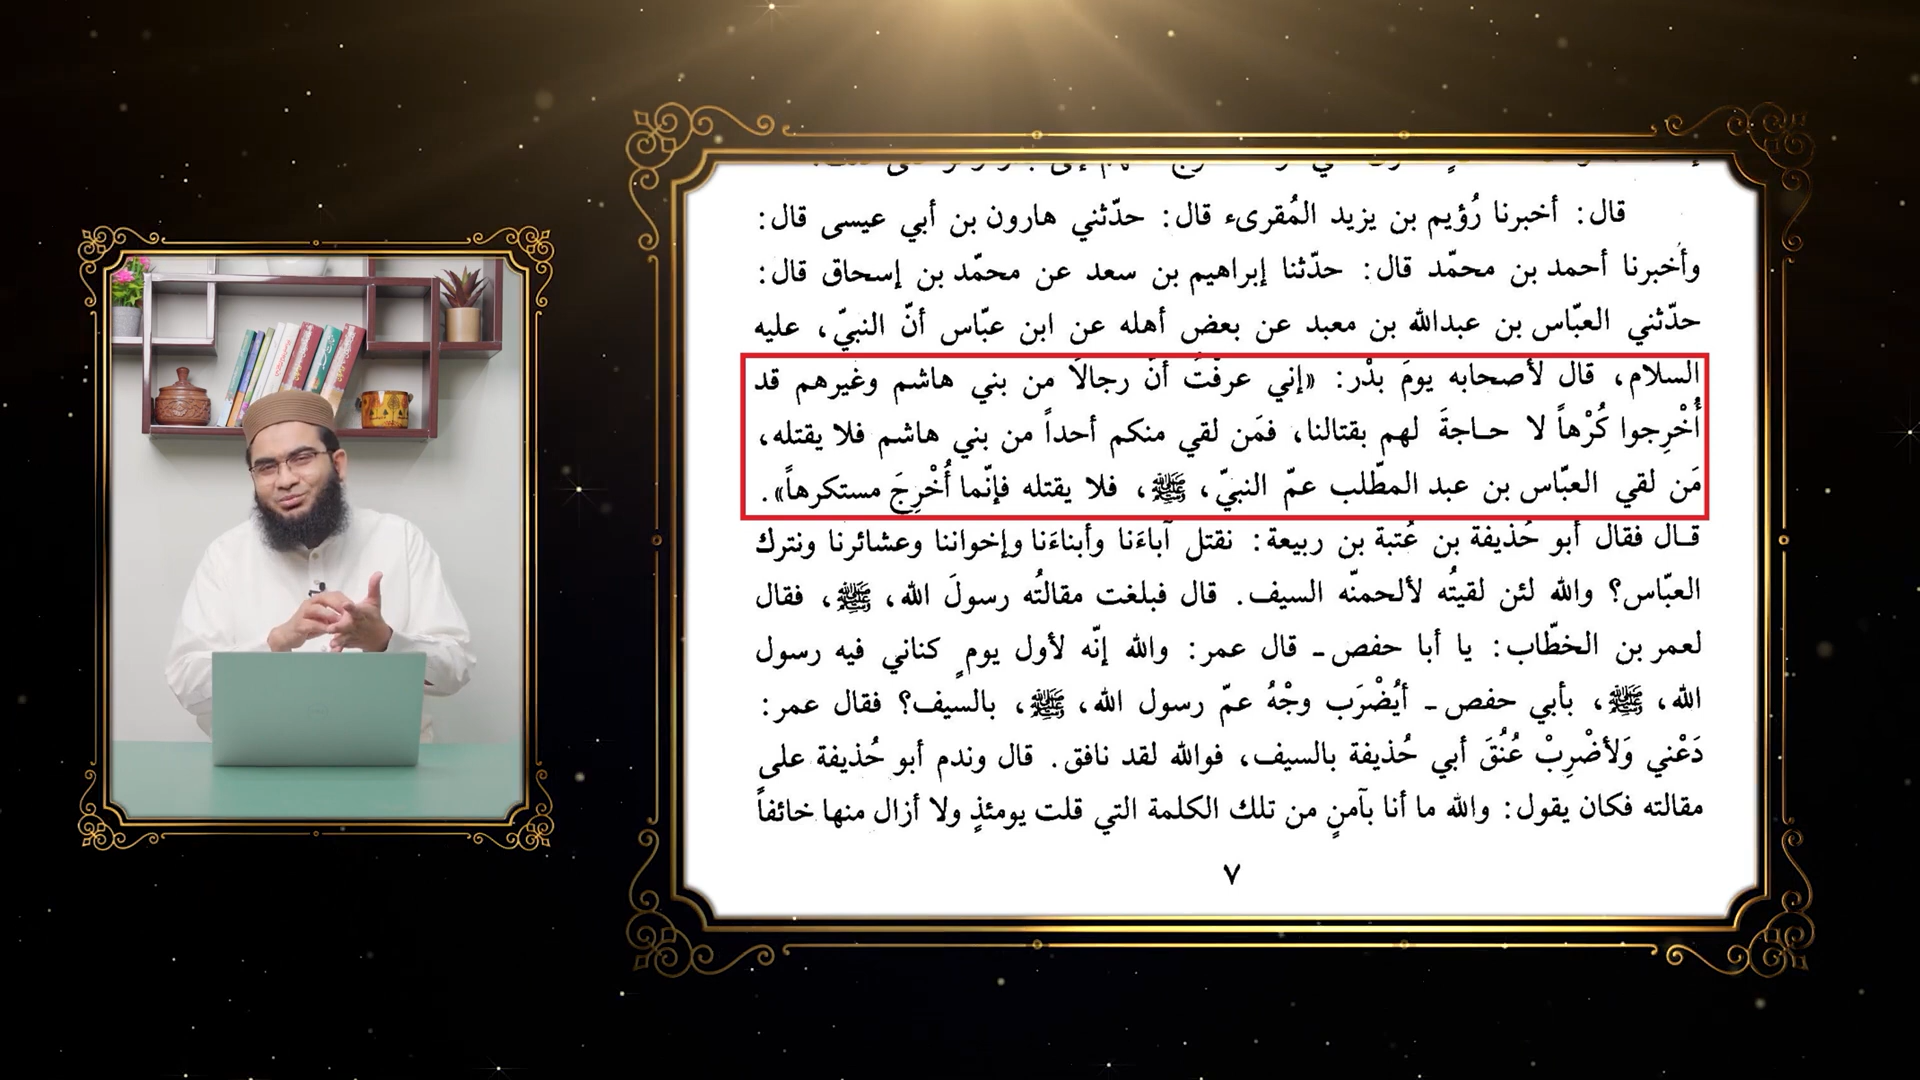 قال: أخبرنا رُؤيم بن يزيد المُقرىء قال: حدّثني هارون بن أبي عيسى قال:
وأخبرنا أحمد بن محمّد قال: حدّثنا إبراهيم بن سعد عن محمّد بن إسحاق قال:
حدّثني العبّاس بن عبدالله بن معبد عن بعض أهله عن ابن عبّاس أنّ النبيّ، عليه
السلام، قال لأصحابه يومَ بدْر: «إني عرفْتُ أنّ رجالاً من بني هاشم وغيرهم قد
أُخْرِجوا كُرْهاً لا حـاجةَ لهم بقتالنا، فمَن لقي منكم أحداً من بني هاشم فلا يقتله،
مَن لقي العبّاس بن عبد المطّلب عمّ النبيّ، ﷺ، فلا يقتله فإنّما أُخْرِجَ مستكرهاً».
قـال فقال أبو حُذيفة بن عُتبة بن ربيعة: نقتل آباءَنا وأبناءَنا وإخواننا وعشائرنا ونترك
العبّاس؟ والله لئن لقيتُه لألحمنّه السيف. قال فبلغت مقالتُه رسولَ الله، ﷺ، فقال
لعمر بن الخطّاب: يا أبا حفص ـ قال عمر: والله إنّه لأول يومٍ كناني فيه رسول
الله، ﷺ، بأبي حفص ـ أيُضْرَب وجْهُ عمّ رسول الله، ﷺ، بالسيف؟ فقال عمر:
دَعْني وَلأضْرِبْ عُنُقَ أبي حُذيفة بالسيف، فوالله لقد نافق. قال وندم أبو حُذيفة على
مقالته فكان يقول: والله ما أنا بآمنٍ من تلك الكلمة التي قلت يومئذٍ ولا أزال منها خائفاً
٧